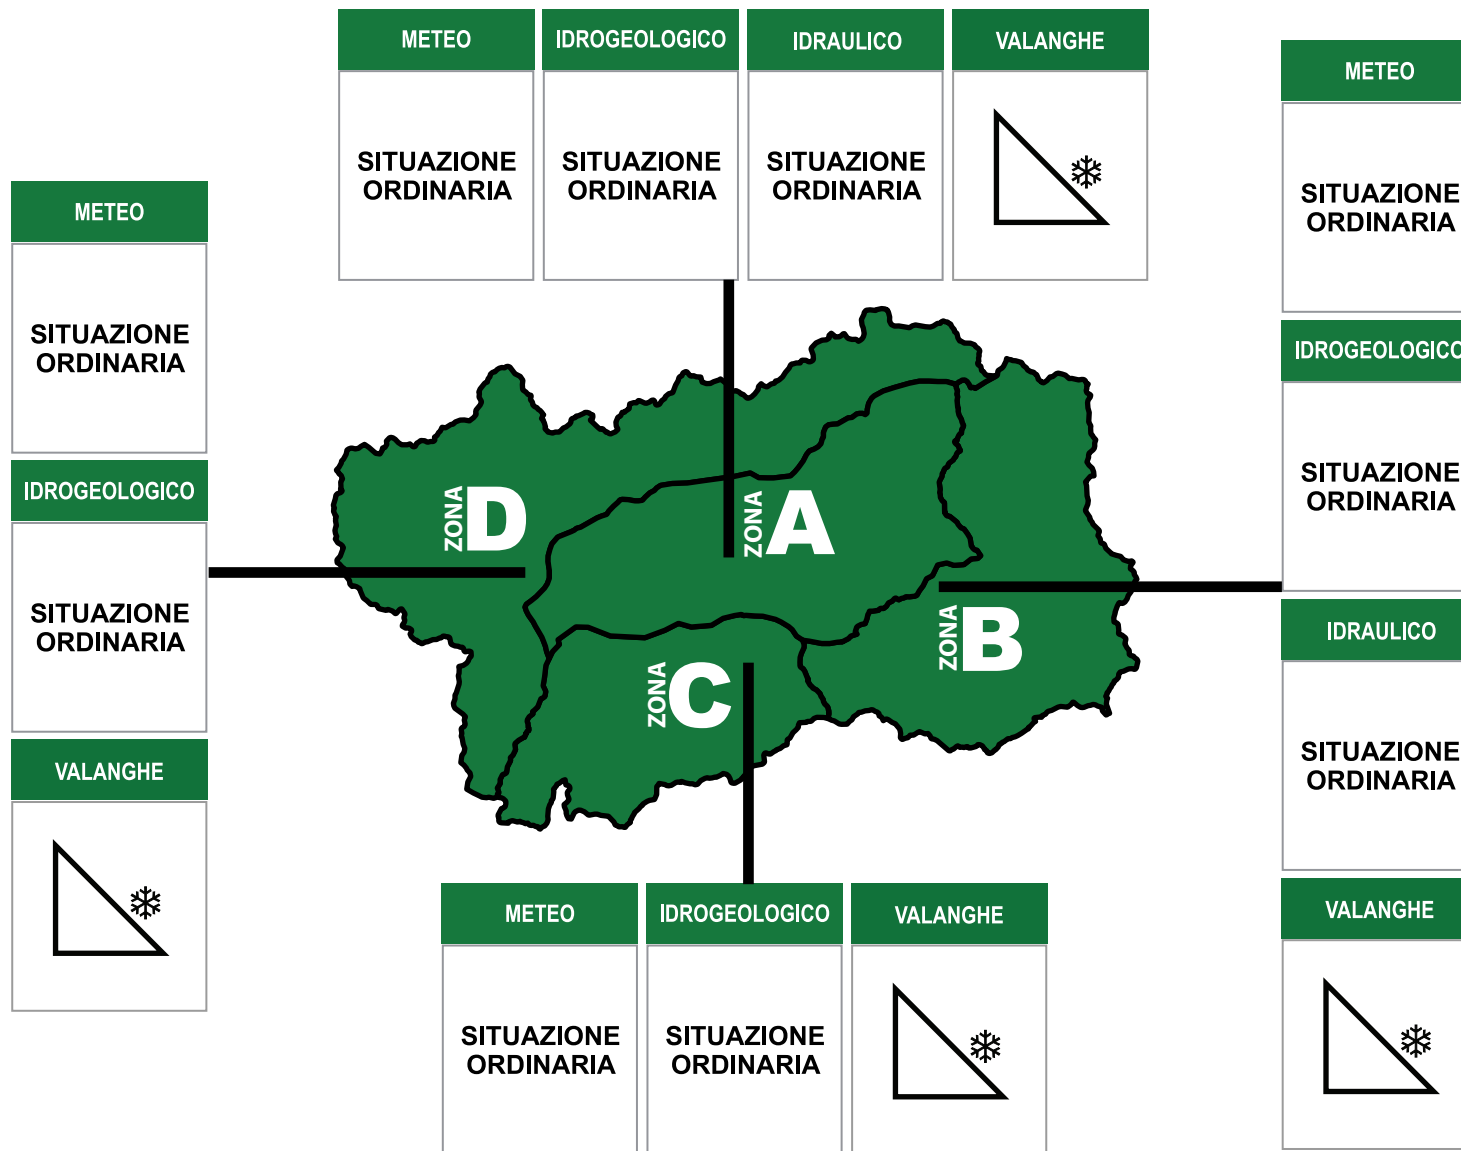 METEO IDROGEOLOGICO IDRAULICO VALANGHE
SITUAZIONE ORDINARIA
SITUAZIONE ORDINARIA
SITUAZIONE ORDINARIA
METEO
SITUAZIONE
ORDINARIA
IDROGEOLOGICO
SITUAZIONE
ORDINARIA
VALANGHE
METEO
SITUAZIONE
ORDINARIA
IDROGEOLOGICO
SITUAZIONE
ORDINARIA
IDRAULICO
SITUAZIONE
ORDINARIA
VALANGHE
ZONA D
ZONA A
ZONA B
ZONA C
METEO IDROGEOLOGICO VALANGHE
SITUAZIONE ORDINARIA
SITUAZIONE ORDINARIA